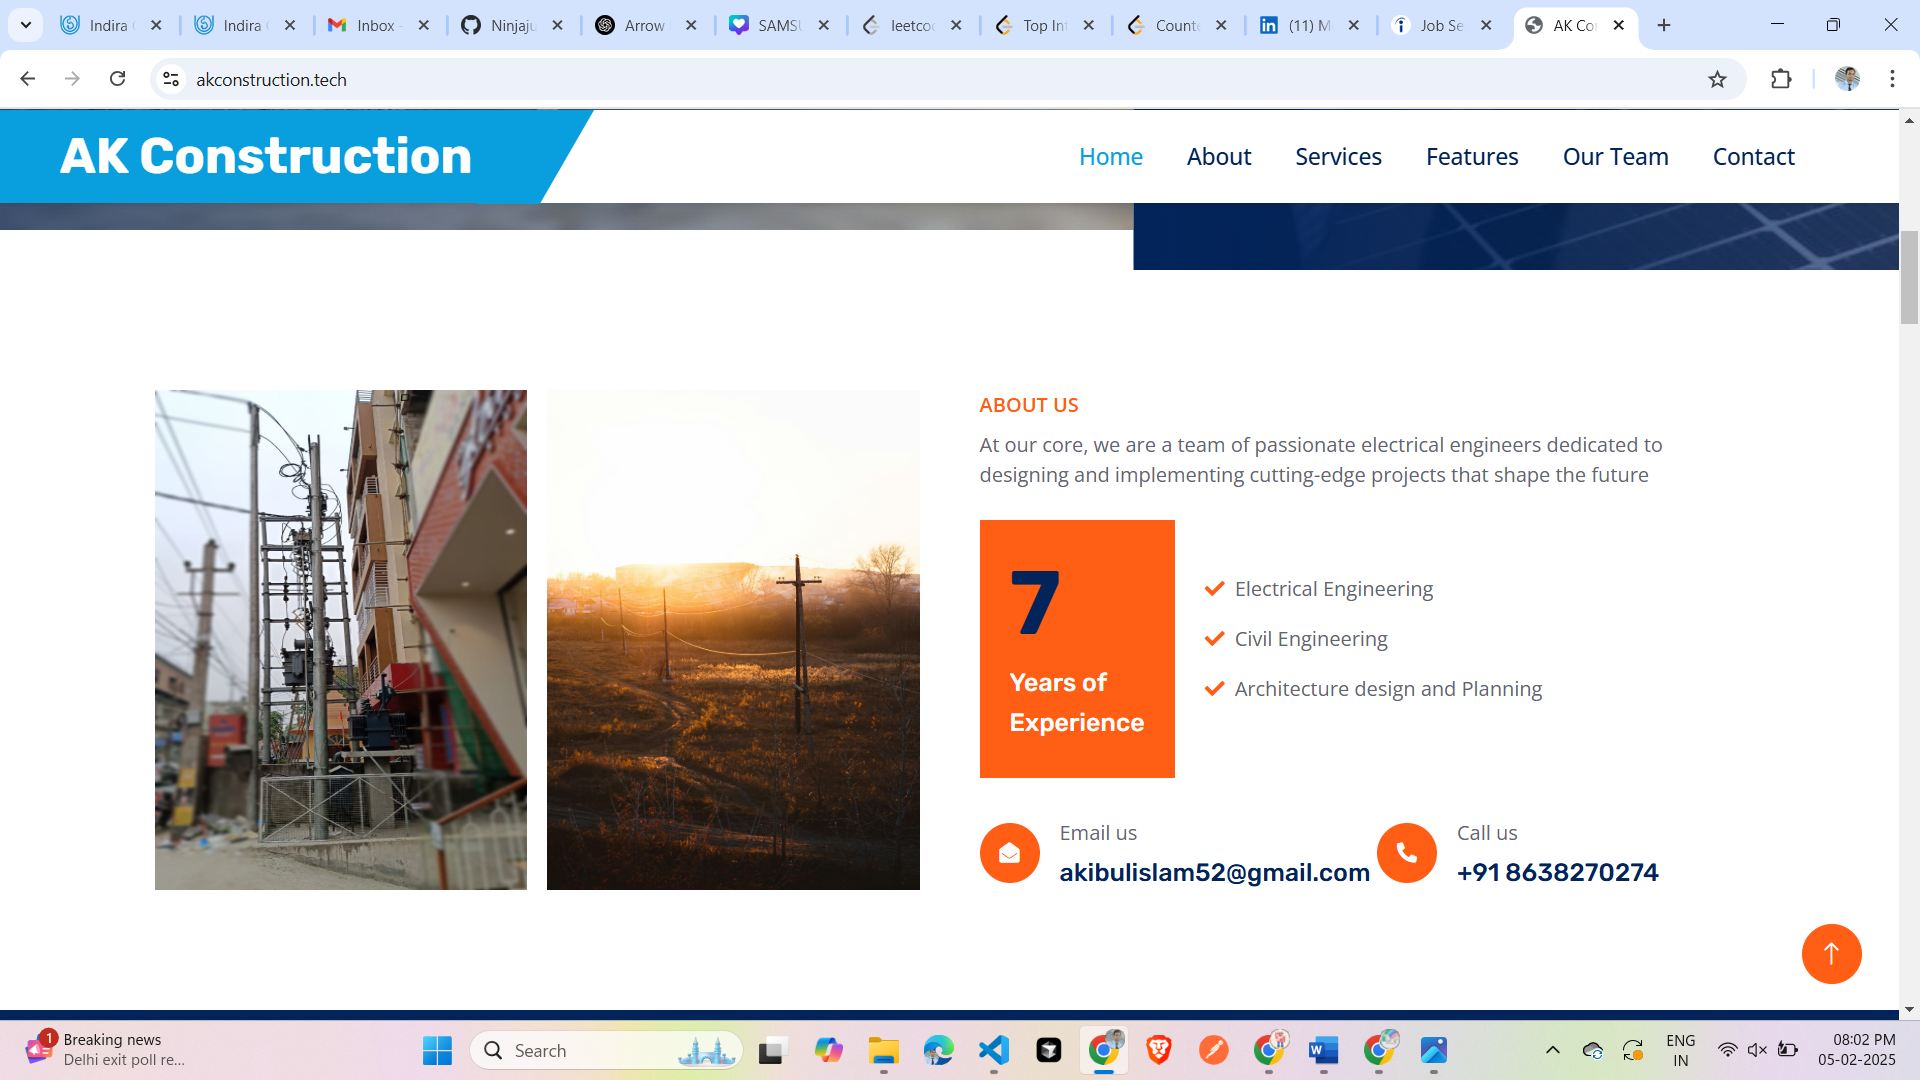 Indira
Indira
Inbox
Ninjaju
Arrow
SAMSU
leetco
Top Int
Counte
(11) M
Job Se
AK Co
akconstruction.tech
AK Construction
Home
About
Services
Features
Our Team
Contact
ABOUT US
At our core, we are a team of passionate electrical engineers dedicated to
designing and implementing cutting-edge projects that shape the future
7
Years of
Experience
Electrical Engineering
Civil Engineering
Architecture design and Planning
Email us
akibulislam52@gmail.com
Call us
+91 8638270274
1
Breaking news
Delhi exit poll re...
Search
ENG
IN
08:02 PM
05-02-2025